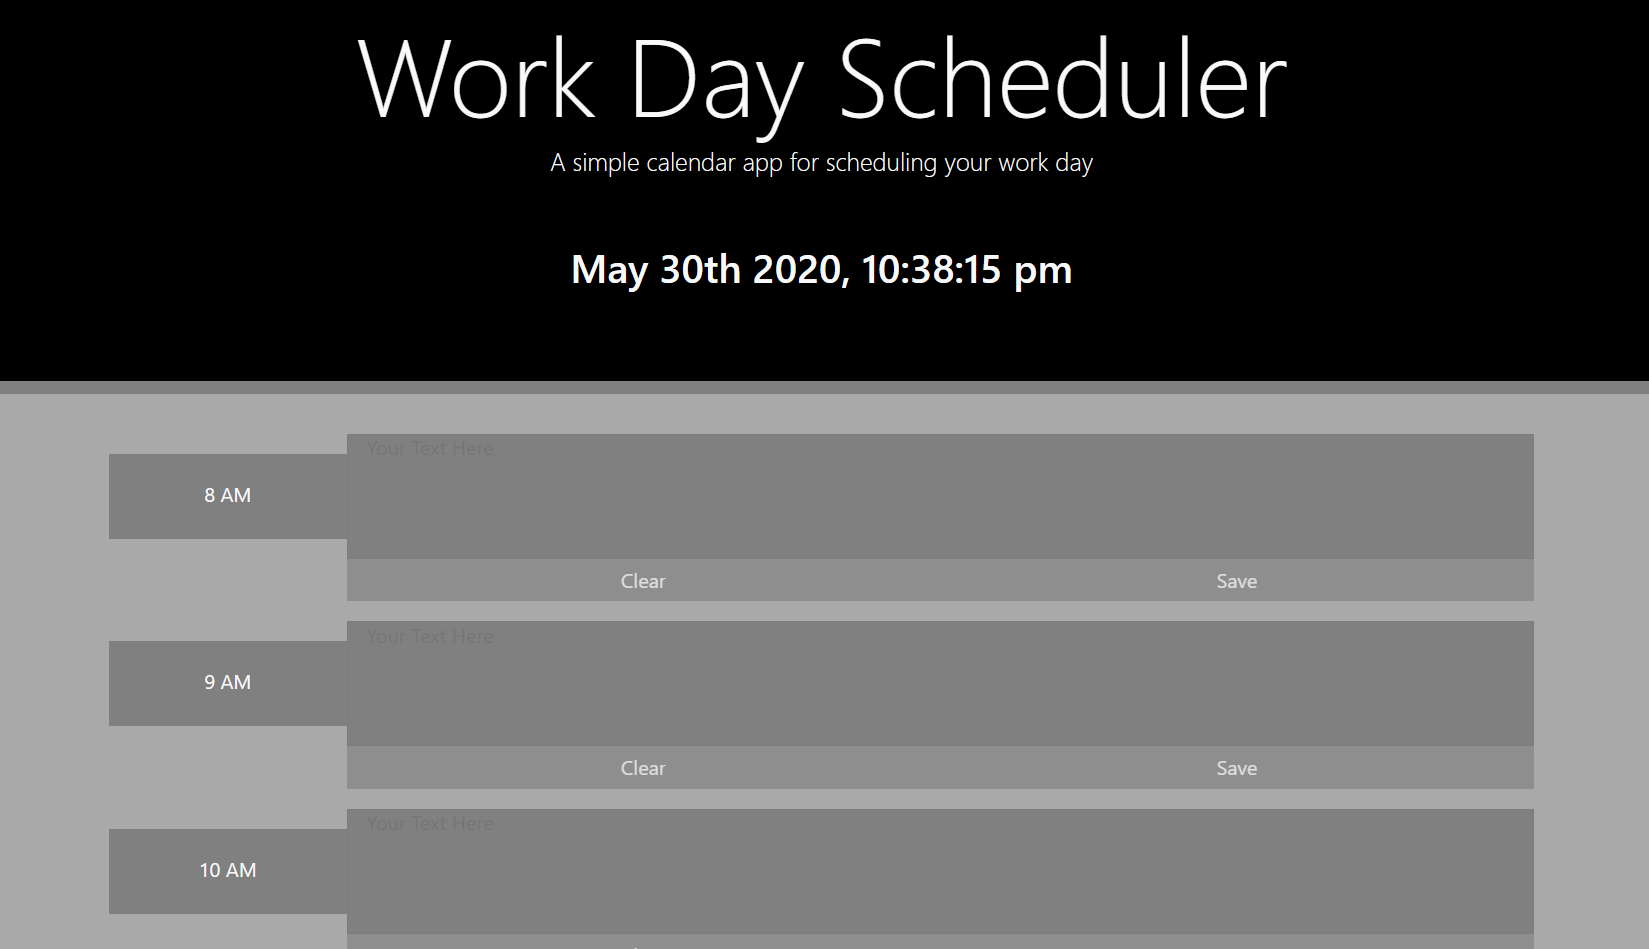 Work Day Scheduler
A simple calendar app for scheduling your work day
May 30th 2020, 10:38:15 pm
Your Text Here
8 AM
Clear Save
Your Text Here
9 AM
Clear Save
Your Text Here
10 AM